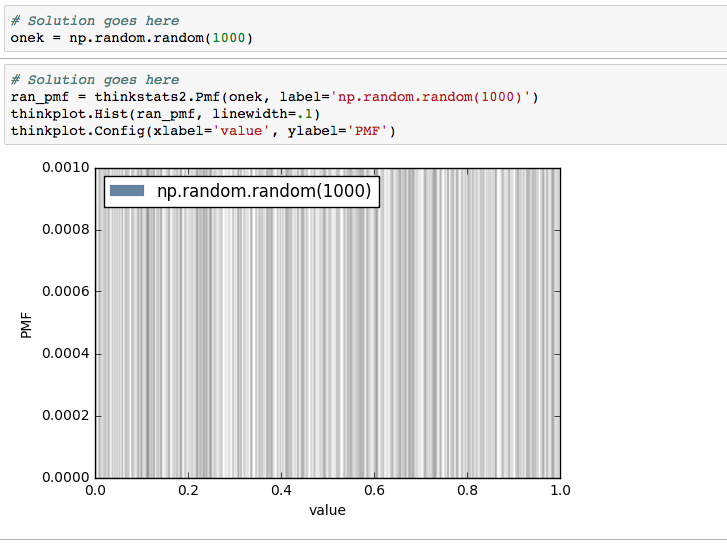 # Solution goes here
onek = np.random.random(1000)
# Solution goes here
ran_pmf = thinkstats2.Pmf(onek, label='np.random.random(1000)')
thinkplot.Hist(ran_pmf, linewidth=.1)
thinkplot.Config(xlabel='value', ylabel='PMF')
0.0010
np.random.random(1000)
0.0008
0.0006
PMF
0.0004
0.0002
0.0000
0.0 0.2 0.4 0.6 0.8 1.0
value